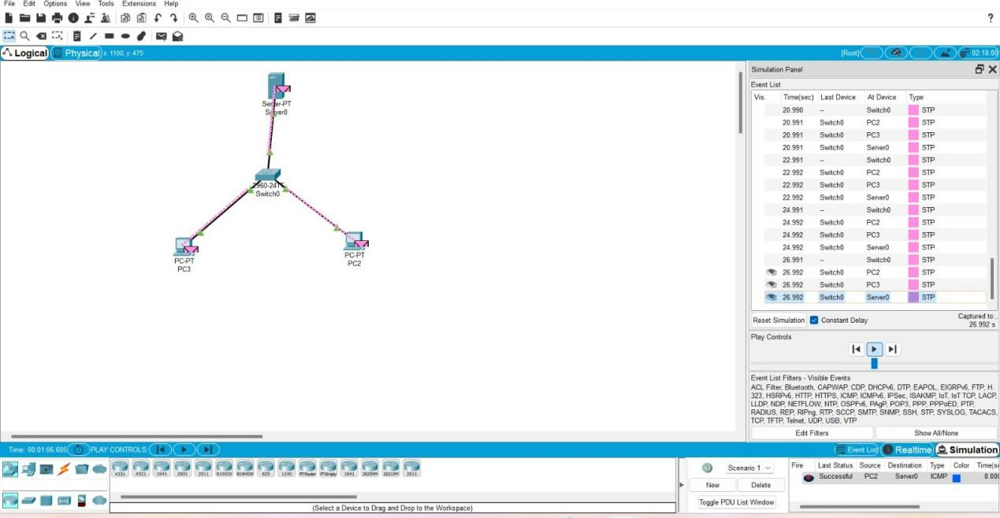 File Edit Options View Tools Extensions Help
?
Logical Physical x: 1100, y: 475 [Root] 02:18:00
Server-PT
Server0
2960-24TT
Switch0
PC-PT
PC3
PC-PT
PC2
Simulation Panel
Event List
Vis. Time(sec) Last Device At Device Type
20.990 -- Switch0 STP
20.991 Switch0 PC2 STP
20.991 Switch0 PC3 STP
20.991 Switch0 Server0 STP
22.991 -- Switch0 STP
22.992 Switch0 PC2 STP
22.992 Switch0 PC3 STP
22.992 Switch0 Server0 STP
24.991 -- Switch0 STP
24.992 Switch0 PC2 STP
24.992 Switch0 PC3 STP
24.992 Switch0 Server0 STP
26.991 -- Switch0 STP
26.992 Switch0 PC2 STP
26.992 Switch0 PC3 STP
26.992 Switch0 Server0 STP
Reset Simulation Constant Delay Captured to:
26.992 s
Play Controls
Event List Filters - Visible Events
ACL Filter, Bluetooth, CAPWAP, CDP, DHCPv6, DTP, EAPOL, EIGRPv6, FTP, H.
323, HSRPv6, HTTP, HTTPS, ICMP, ICMPv6, IPSec, ISAKMP, IoT, IoT TCP, LACP,
LLDP, NDP, NETFLOW, NTP, OSPFv6, PAgP, POP3, PPP, PPPoED, PTP,
RADIUS, REP, RIPng, RTP, SCCP, SMTP, SNMP, SSH, STP, SYSLOG, TACACS,
TCP, TFTP, Telnet, UDP, USB, VTP
Edit Filters Show All/None
Time: 00:01:06.605 PLAY CONTROLS: Event List Realtime Simulation
4331 4321 1941 2901 2911 819IOX 819HGW 829 1240 PT-Router PT-Empty 1841 2620XM 2621XM 2811
(Select a Device to Drag and Drop to the Workspace)
Scenario 1
New Delete
Toggle PDU List Window
Fire Last Status Source Destination Type Color Time(se
Successful PC2 Server0 ICMP 0.000